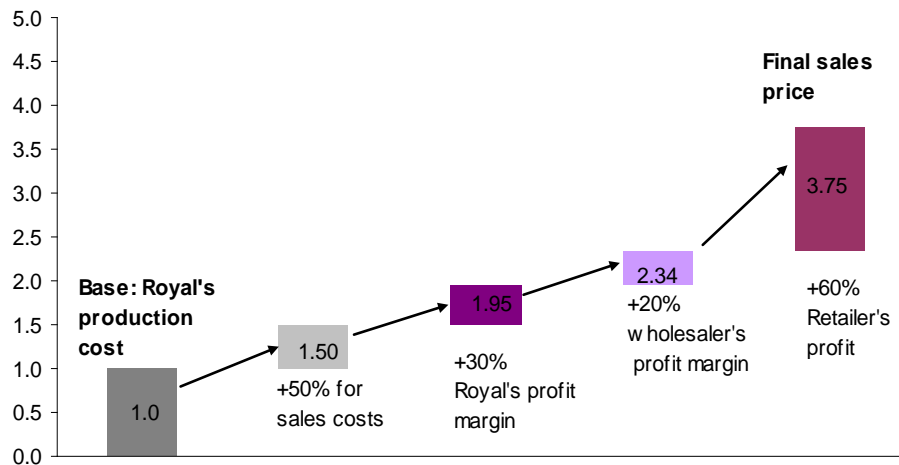 5.0
4.5
4.0
3.5
3.0
2.5
2.0
1.5
1.0
0.5
0.0
Base: Royal's
production
cost
1.0
1.50
+50% for
sales costs
1.95
+30%
Royal's profit
margin
2.34
+20%
wholesaler's
profit margin
Final sales
price
3.75
+60%
Retailer's
profit